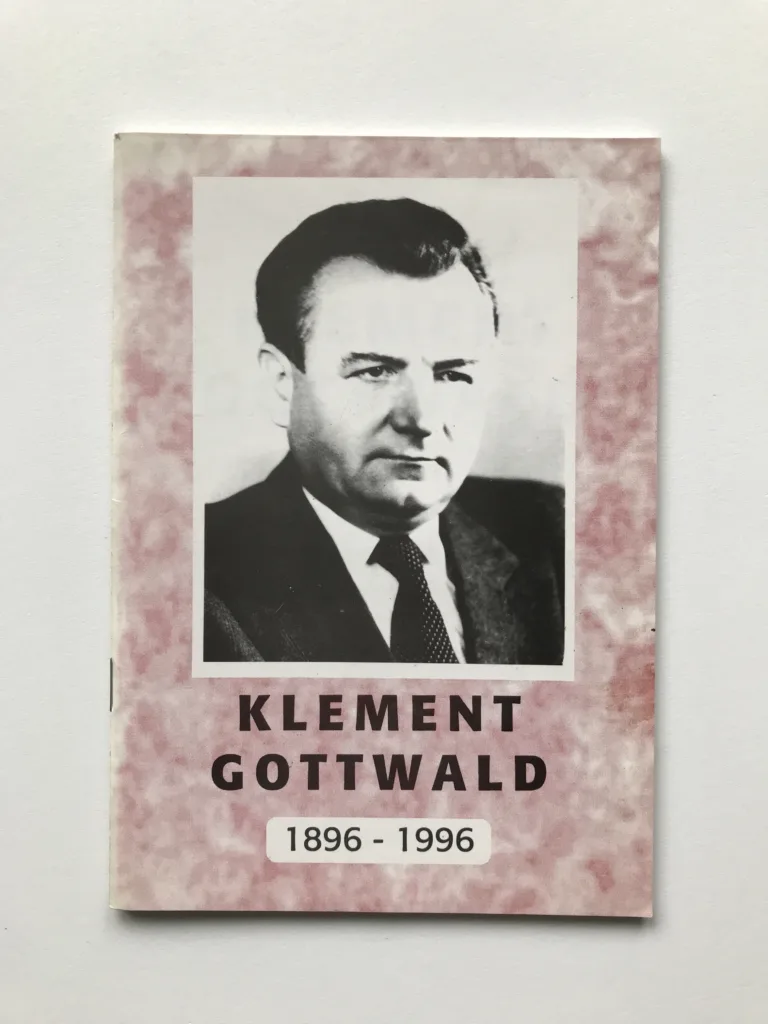 KLEMENT
GOTTWALD
1896 - 1996